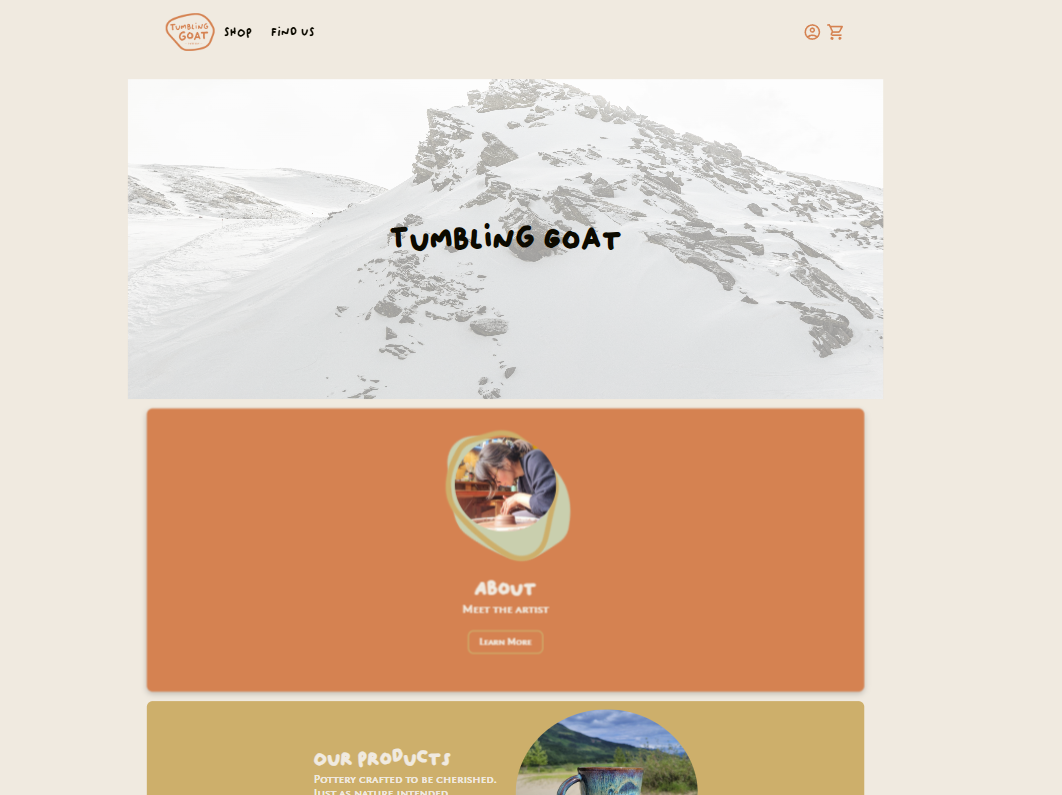 TUMBLiNG
GOAT
SHOP
FiND US
TUMBLiNG GOAT
ABOUT
Meet the artist
Learn More
OUR PRODUCTS
Pottery crafted to be cherished.
Just as nature intended.